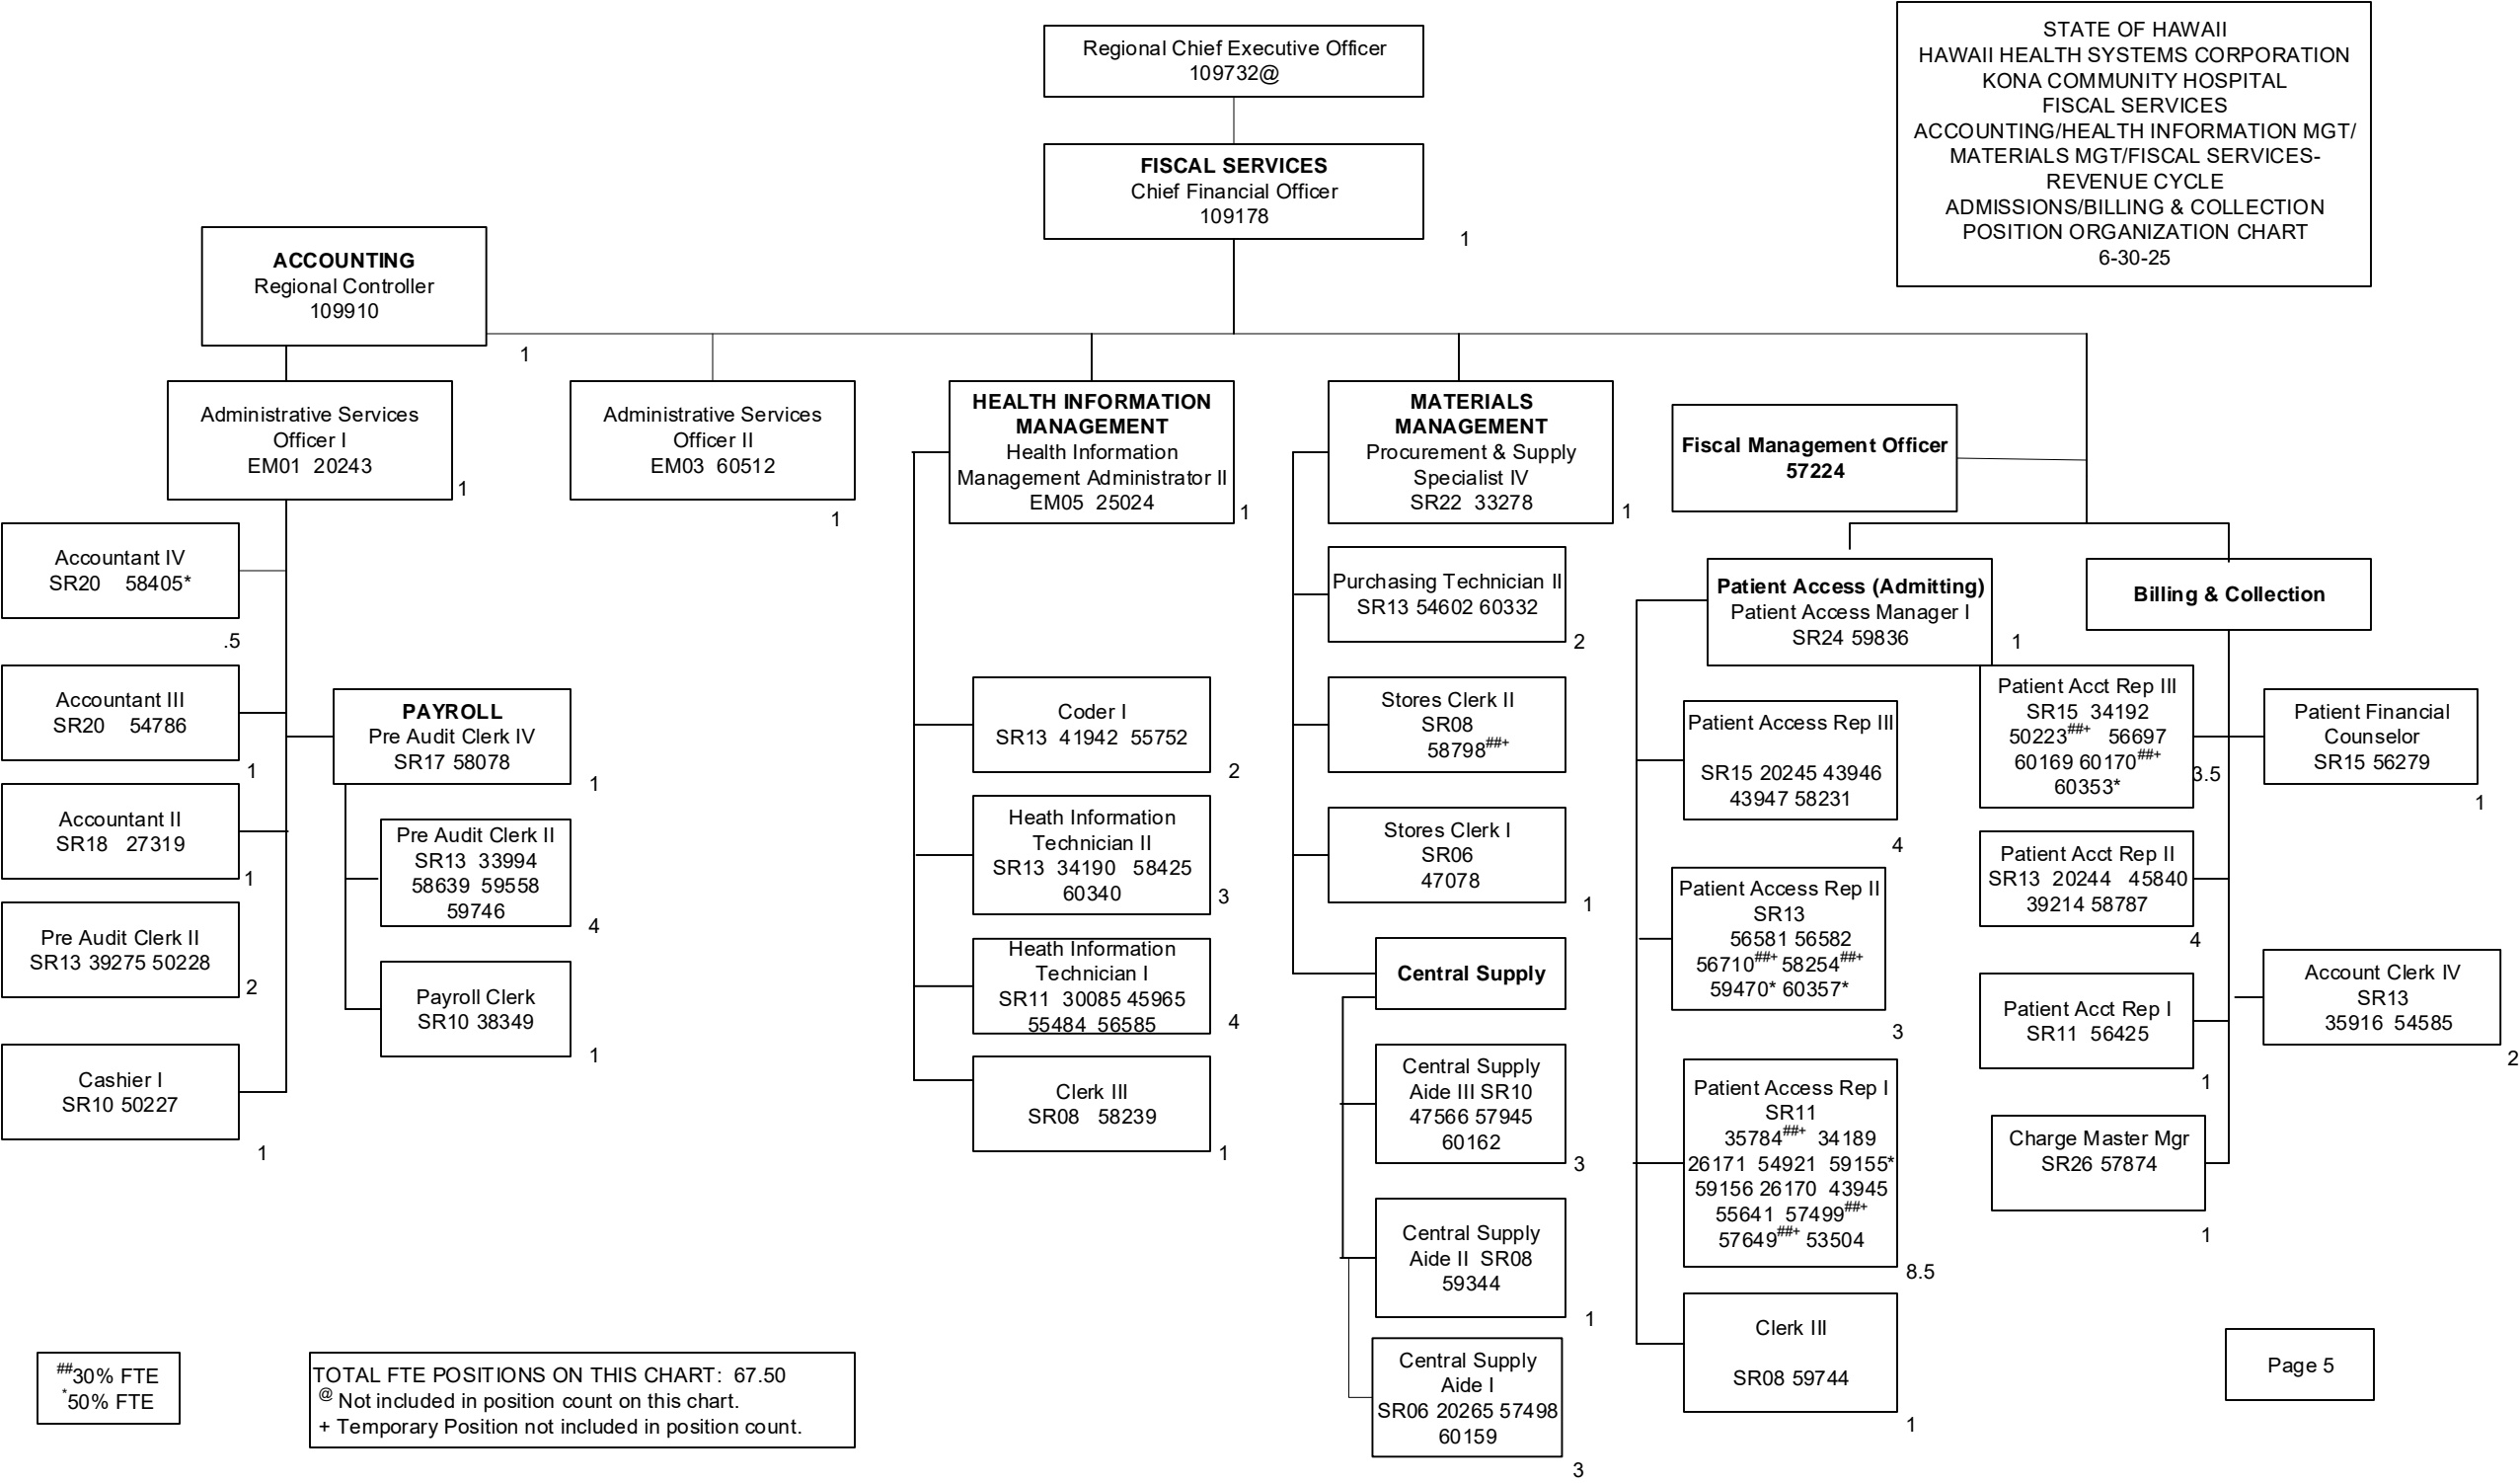 Regional Chief Executive Officer
109732@
STATE OF HAWAII
HAWAII HEALTH SYSTEMS CORPORATION
KONA COMMUNITY HOSPITAL
FISCAL SERVICES
ACCOUNTING/HEALTH INFORMATION MGT/
MATERIALS MGT/FISCAL SERVICES-
REVENUE CYCLE
ADMISSIONS/BILLING & COLLECTION
POSITION ORGANIZATION CHART
6-30-25
FISCAL SERVICES
Chief Financial Officer
109178
1
ACCOUNTING
Regional Controller
109910
1
Administrative Services
Officer I
EM01 20243
1
Accountant IV
SR20 58405*
.5
Accountant III
SR20 54786
1
Accountant II
SR18 27319
1
Pre Audit Clerk II
SR13 39275 50228
2
Cashier I
SR10 50227
1
PAYROLL
Pre Audit Clerk IV
SR17 58078
1
Pre Audit Clerk II
SR13 33994
58639 59558
59746
4
Payroll Clerk
SR10 38349
1
Administrative Services
Officer II
EM03 60512
1
HEALTH INFORMATION
MANAGEMENT
Health Information
Management Administrator II
EM05 25024
1
Coder I
SR13 41942 55752
2
Heath Information
Technician II
SR13 34190 58425
60340
3
Heath Information
Technician I
SR11 30085 45965
55484 56585
4
Clerk III
SR08 58239
1
MATERIALS
MANAGEMENT
Procurement & Supply
Specialist IV
SR22 33278
1
Purchasing Technician II
SR13 54602 60332
2
Stores Clerk II
SR08
58798##+
Stores Clerk I
SR06
47078
1
Central Supply
Central Supply
Aide III SR10
47566 57945
60162
3
Central Supply
Aide II SR08
59344
1
Central Supply
Aide I
SR06 20265 57498
60159
3
Fiscal Management Officer
57224
Patient Access (Admitting)
Patient Access Manager I
SR24 59836
1
Patient Access Rep III
SR15 20245 43946
43947 58231
4
Patient Access Rep II
SR13
56581 56582
56710##+ 58254##+
59470* 60357*
3
Patient Access Rep I
SR11
35784##+ 34189
26171 54921 59155*
59156 26170 43945
55641 57499##+
57649##+ 53504
8.5
Clerk III
SR08 59744
1
Billing & Collection
Patient Acct Rep III
SR15 34192
50223##+ 56697
60169 60170##+
60353*
3.5
Patient Financial
Counselor
SR15 56279
1
Patient Acct Rep II
SR13 20244 45840
39214 58787
4
Account Clerk IV
SR13
35916 54585
2
Patient Acct Rep I
SR11 56425
1
Charge Master Mgr
SR26 57874
1
##30% FTE
*50% FTE
TOTAL FTE POSITIONS ON THIS CHART: 67.50
@ Not included in position count on this chart.
+ Temporary Position not included in position count.
Page 5